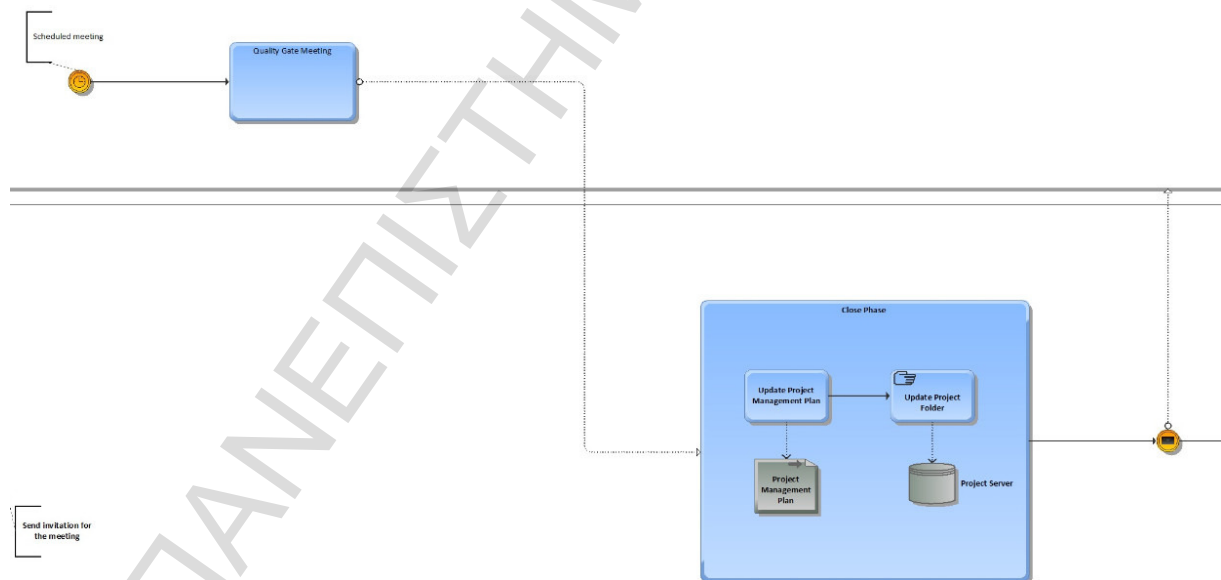 Scheduled meeting
Quality Gate Meeting
Close Phase
Update Project
Management Plan
Update Project
Folder
Project
Management
Plan
Project Server
Send invitation for
the meeting
ΠΑΝΕΠΙΣΤΗΜ